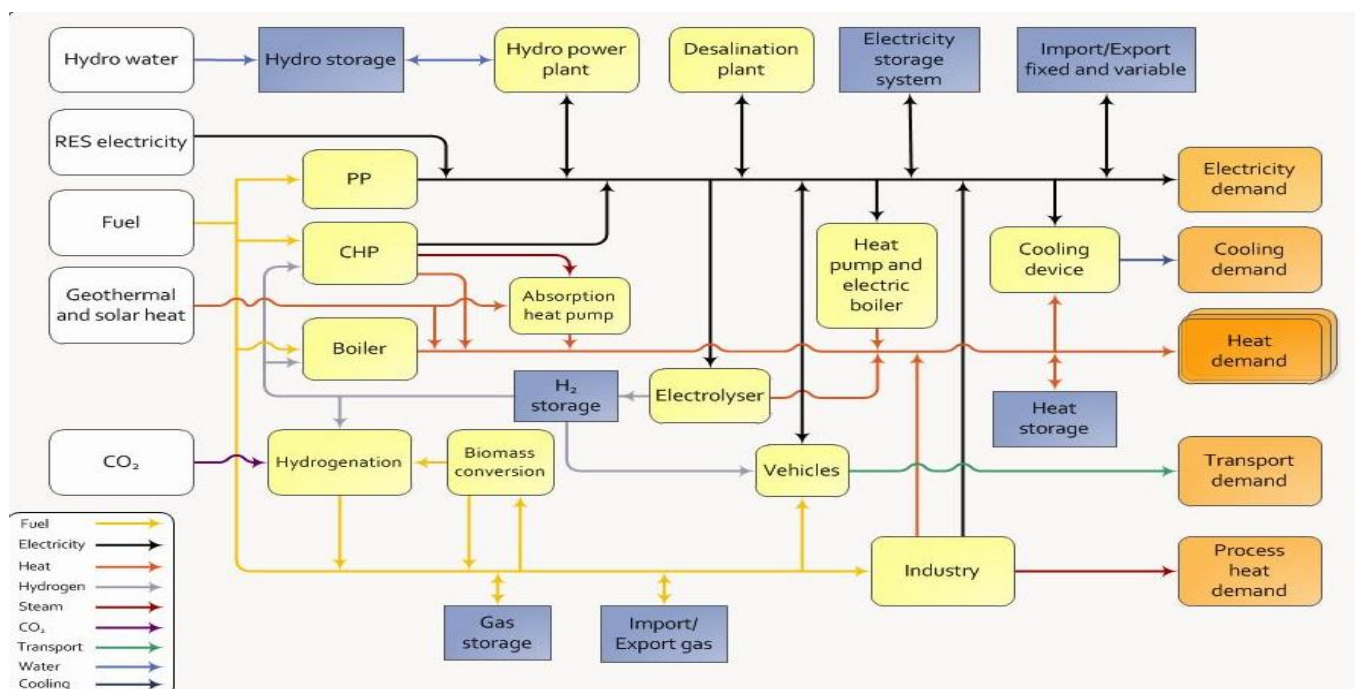 Hydro water
Hydro storage
Hydro power
plant
Desalination
plant
Electricity
storage
system
Import/Export
fixed and variable
RES electricity
PP
Electricity
demand
Fuel
CHP
Heat
pump and
electric
boiler
Cooling
device
Cooling
demand
Geothermal
and solar heat
Absorption
heat pump
Boiler
Heat
demand
H₂
storage
Electrolyser
Heat
storage
CO₂
Hydrogenation
Biomass
conversion
Vehicles
Transport
demand
Fuel
Electricity
Heat
Hydrogen
Steam
CO₂
Transport
Water
Cooling
Industry
Process
heat
demand
Gas
storage
Import/
Export gas